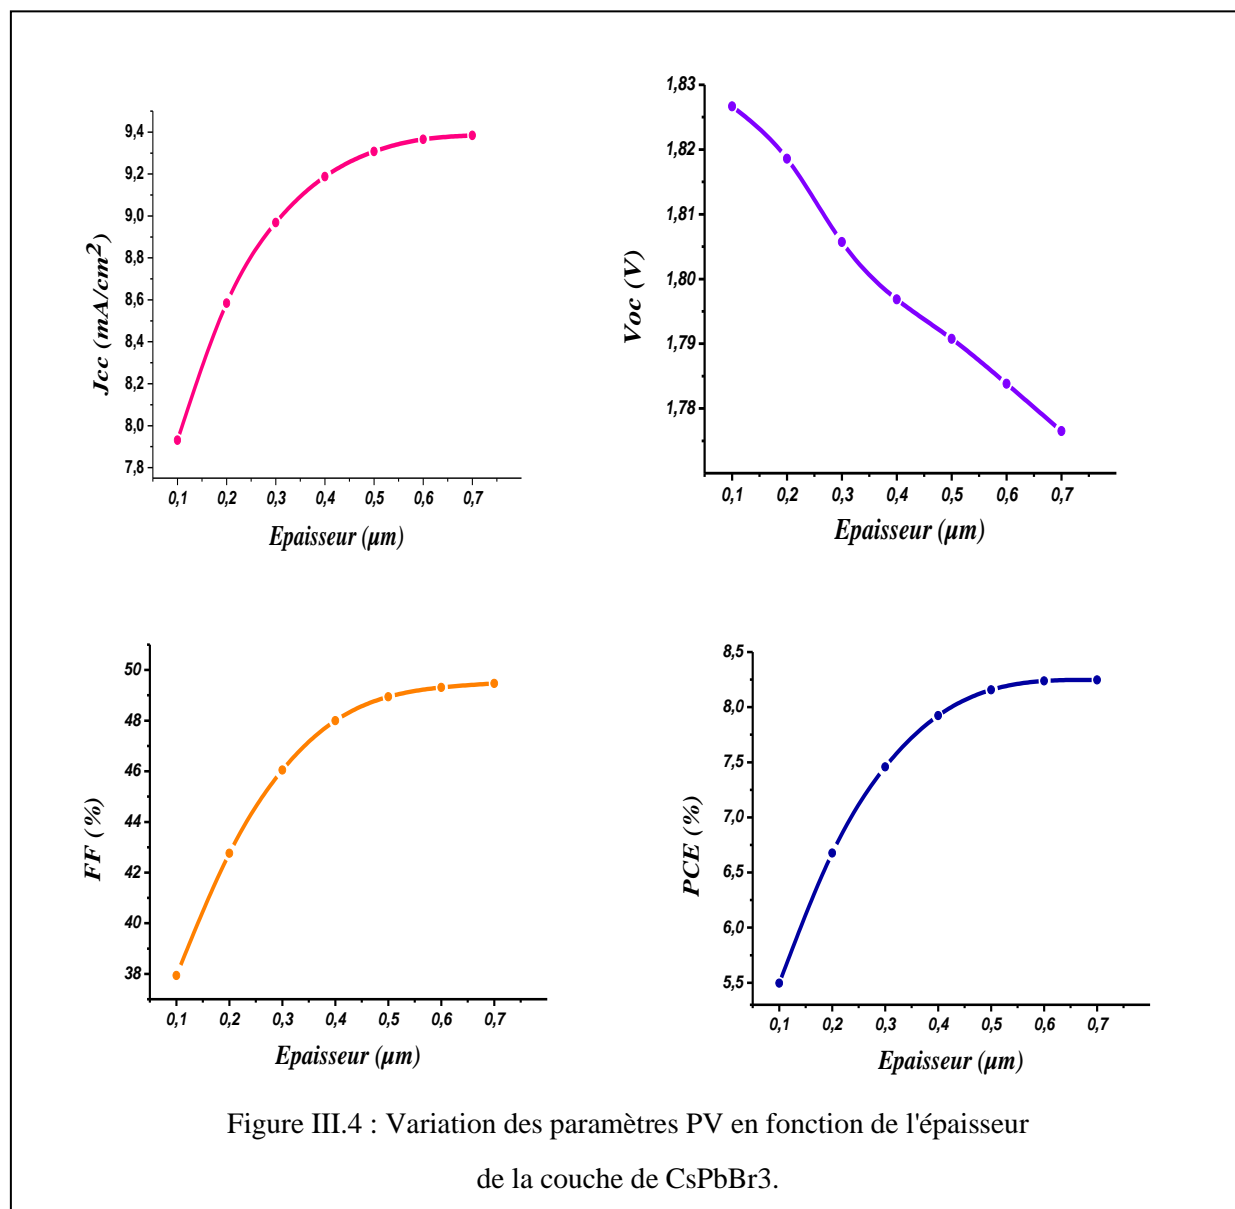 9,4
9,2
9,0
8,8
8,6
8,4
8,2
8,0
7,8
Jcc (mA/cm²)
0,1 0,2 0,3 0,4 0,5 0,6 0,7
Epaisseur (µm)
1,83
1,82
1,81
1,80
1,79
1,78
Voc (V)
0,1 0,2 0,3 0,4 0,5 0,6 0,7
Epaisseur (µm)
50
48
46
44
42
40
38
FF (%)
0,1 0,2 0,3 0,4 0,5 0,6 0,7
Epaisseur (µm)
8,5
8,0
7,5
7,0
6,5
6,0
5,5
PCE (%)
0,1 0,2 0,3 0,4 0,5 0,6 0,7
Epaisseur (µm)
Figure III.4 : Variation des paramètres PV en fonction de l'épaisseur
de la couche de CsPbBr3.